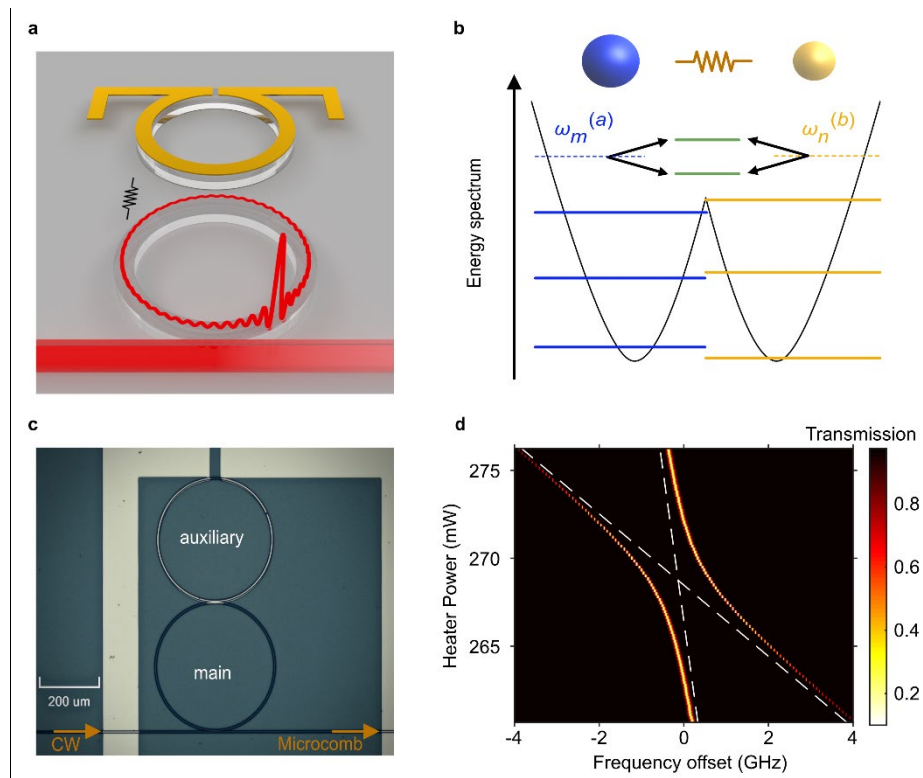 a
b
ωm(a)
ωn(b)
Energy spectrum
c
auxiliary
main
200 um
CW
Microcomb
d
Transmission
275
270
265
Heater Power (mW)
-4
-2
0
2
4
Frequency offset (GHz)
0.8
0.6
0.4
0.2